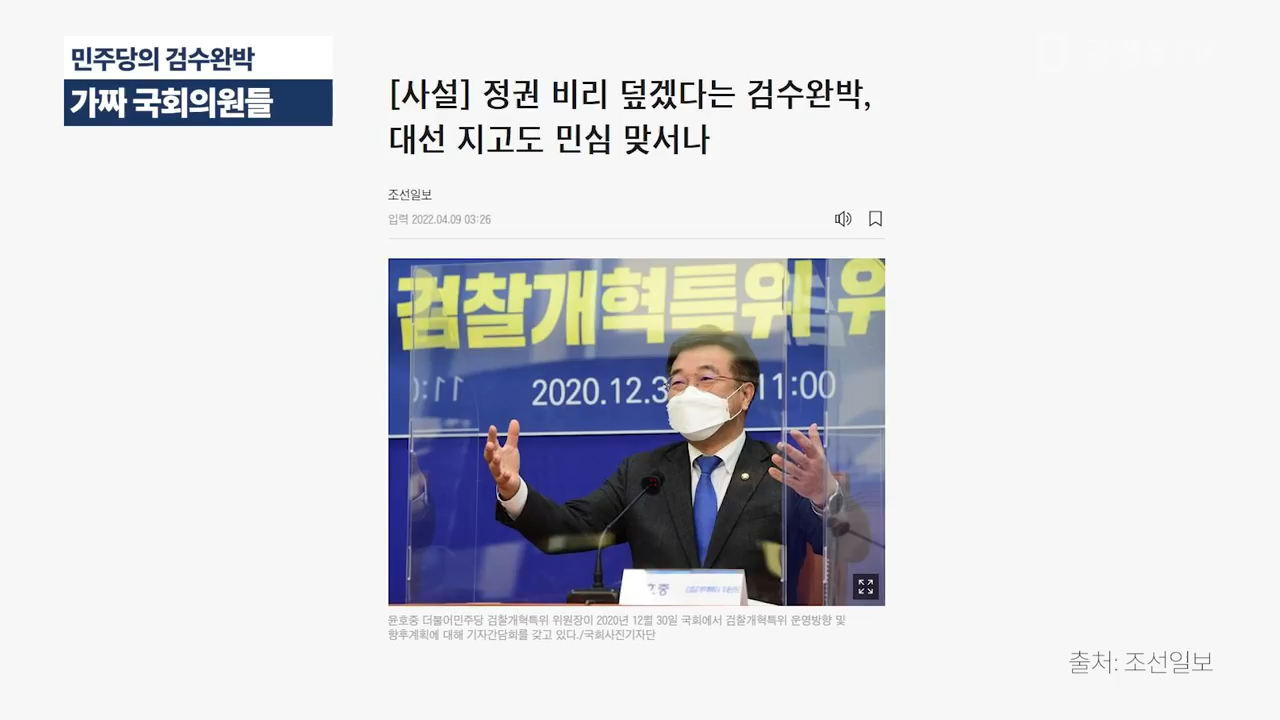 민주당의 검수완박
가짜 국회의원들
[사설] 정권 비리 덮겠다는 검수완박,
대선 지고도 민심 맞서나
조선일보
입력 2022.04.09 03:26
검찰개혁특위 위
2020.12.3 11:00
윤호중 더불어민주당 검찰개혁특위 위원장이 2020년 12월 30일 국회에서 검찰개혁특위 운영방향 및
향후계획에 대해 기자간담회를 갖고 있다./국회사진기자단
출처: 조선일보